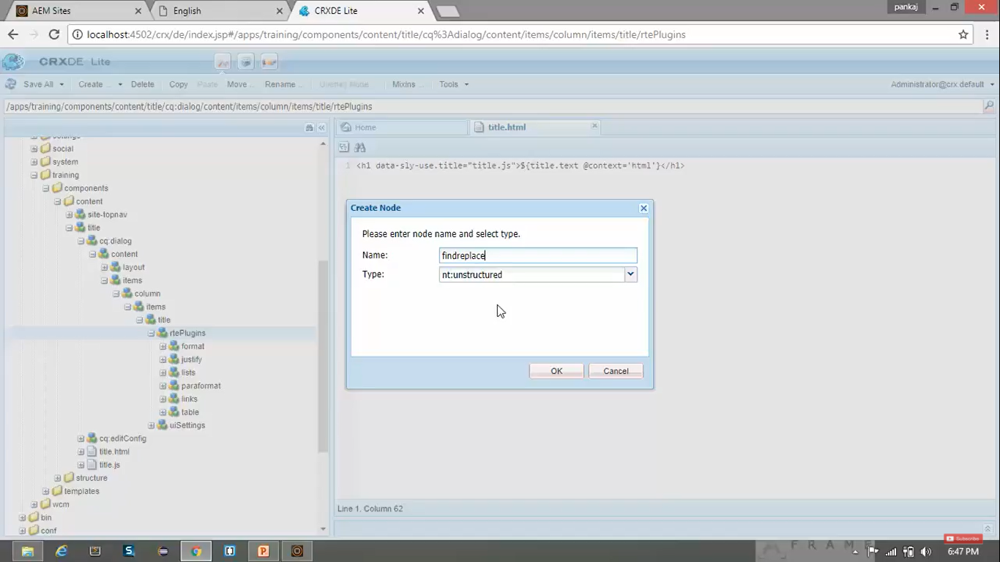 AEM Sites
English
CRXDE Lite
pankaj
localhost:4502/crx/de/index.jsp#/apps/training/components/content/title/cq%3Adialog/content/items/column/items/title/rtePlugins
CRXDE Lite
Save All Create ... Delete Copy Paste Move ... Rename ... Mixins ... Tools Administrator@crx.default
/apps/training/components/content/title/cq:dialog/content/items/column/items/title/rtePlugins
Home
title.html
settings
social
system
training
components
content
site-topnav
title
cq:dialog
content
layout
items
column
items
title
rtePlugins
format
justify
lists
paraformat
links
table
uiSettings
cq:editConfig
title.html
title.js
structure
templates
wcm
bin
conf
1 <h1 data-sly-use.title="title.js">${title.text @context='html'}</h1>
Create Node
Please enter node name and select type.
Name: findreplace
Type: nt:unstructured
OK Cancel
Line 1, Column 62
Subscribe
FRAME
6:47 PM